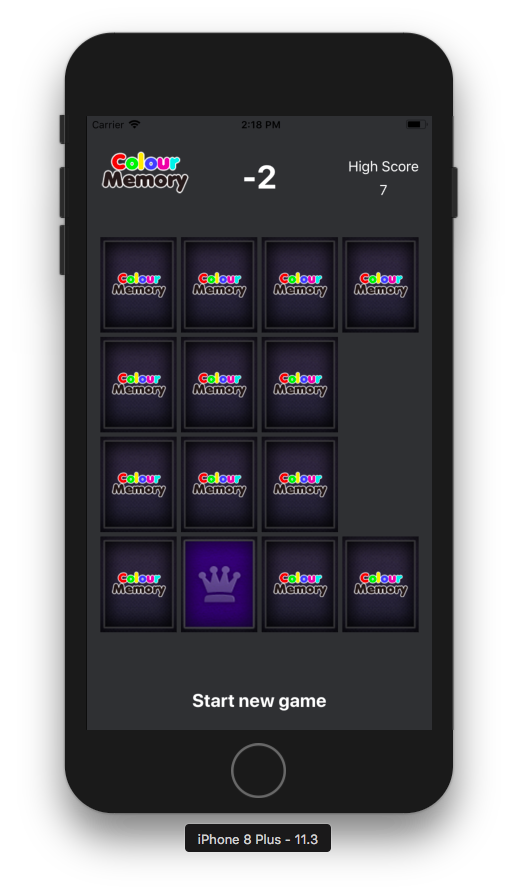 Carrier 2:18 PM
Colour
Memory
-2
High Score
7
Colour Colour Colour Colour
Memory Memory Memory Memory
Colour Colour Colour
Memory Memory Memory
Colour Colour Colour
Memory Memory Memory
Colour Colour Colour
Memory Memory Memory
Start new game
iPhone 8 Plus - 11.3